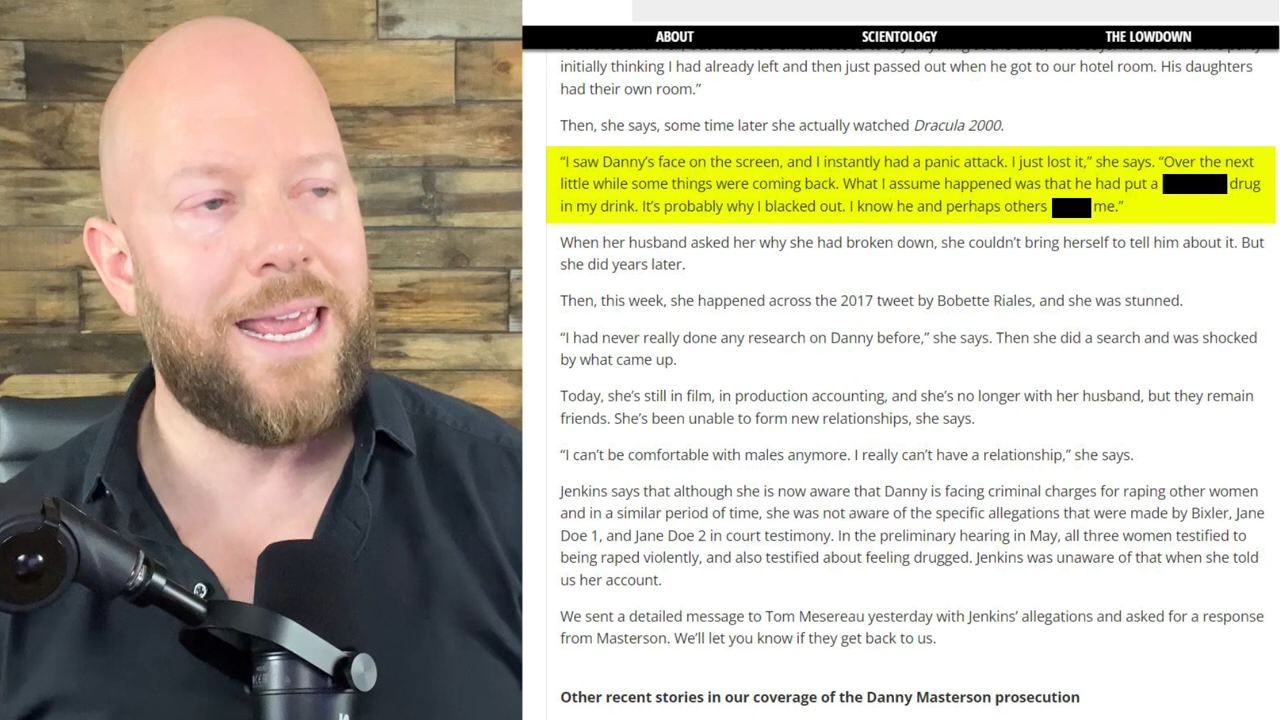 ABOUT SCIENTOLOGY THE LOWDOWN
initially thinking I had already left and then just passed out when he got to our hotel room. His daughters
had their own room.”
Then, she says, some time later she actually watched Dracula 2000.
“I saw Danny’s face on the screen, and I instantly had a panic attack. I just lost it,” she says. “Over the next
little while some things were coming back. What I assume happened was that he had put a drug
in my drink. It’s probably why I blacked out. I know he and perhaps others me.”
When her husband asked her why she had broken down, she couldn’t bring herself to tell him about it. But
she did years later.
Then, this week, she happened across the 2017 tweet by Bobette Riales, and she was stunned.
“I had never really done any research on Danny before,” she says. Then she did a search and was shocked
by what came up.
Today, she’s still in film, in production accounting, and she’s no longer with her husband, but they remain
friends. She’s been unable to form new relationships, she says.
“I can’t be comfortable with males anymore. I really can’t have a relationship,” she says.
Jenkins says that although she is now aware that Danny is facing criminal charges for raping other women
and in a similar period of time, she was not aware of the specific allegations that were made by Bixler, Jane
Doe 1, and Jane Doe 2 in court testimony. In the preliminary hearing in May, all three women testified to
being raped violently, and also testified about feeling drugged. Jenkins was unaware of that when she told
us her account.
We sent a detailed message to Tom Mesereau yesterday with Jenkins’ allegations and asked for a response
from Masterson. We’ll let you know if they get back to us.
Other recent stories in our coverage of the Danny Masterson prosecution